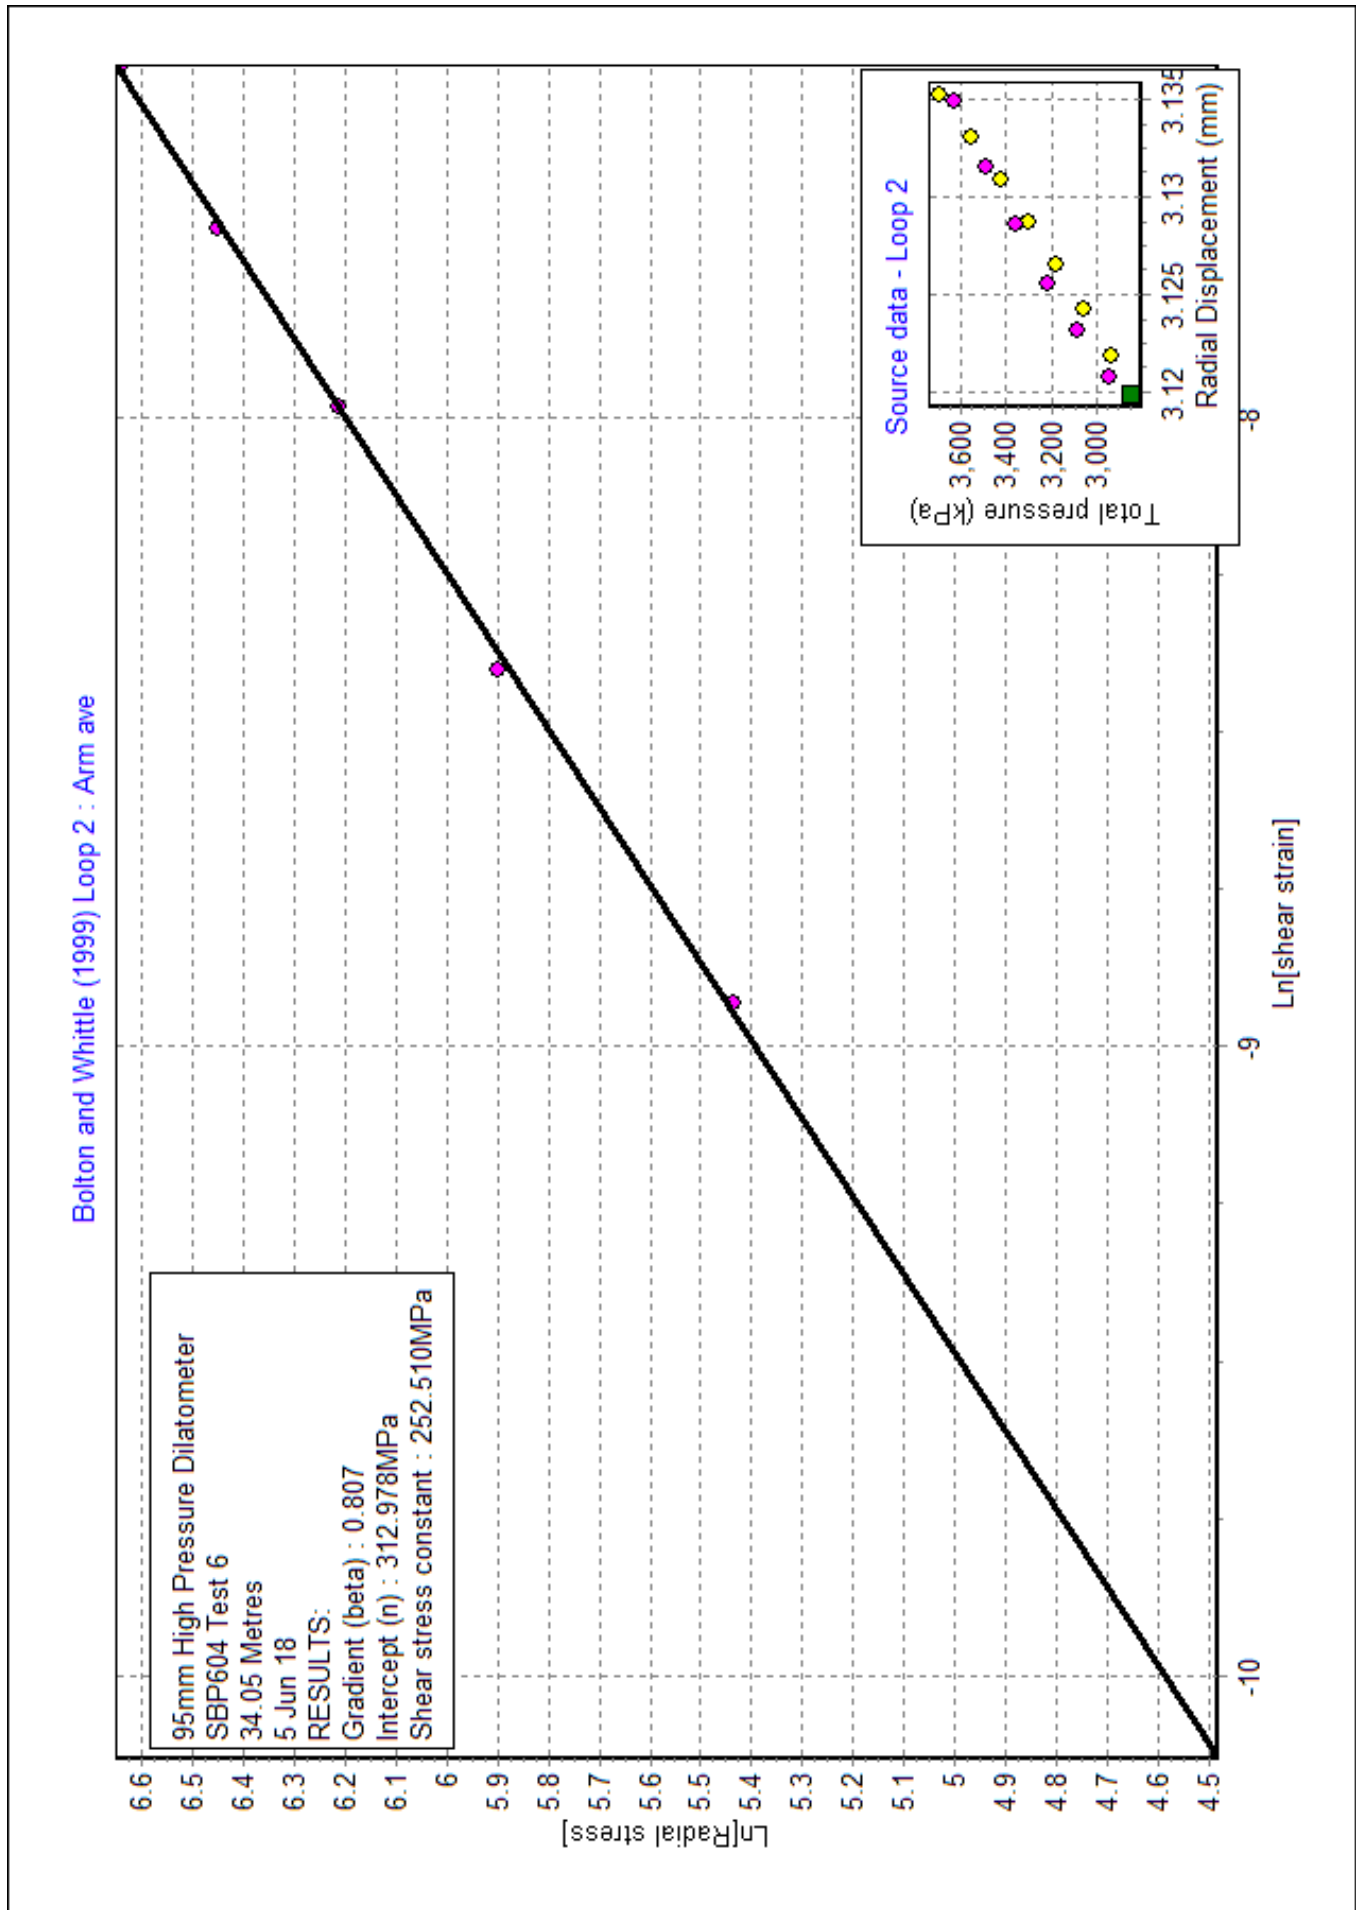 Bolton and Whittle (1999) Loop 2 : Arm ave
95mm High Pressure Dilatometer
SBP604 Test 6
34.05 Metres
5 Jun 18
RESULTS:
Gradient (beta) : 0.807
Intercept (n) : 312.978MPa
Shear stress constant : 252.510MPa
Ln[Radial stress]
6.6
6.5
6.4
6.3
6.2
6.1
6
5.9
5.8
5.7
5.6
5.5
5.4
5.3
5.2
5.1
5
4.9
4.8
4.7
4.6
4.5
-10
-9
-8
Ln[shear strain]
Source data - Loop 2
Total pressure (kPa)
3,600
3,400
3,200
3,000
3.12
3.125
3.13
3.135
Radial Displacement (mm)